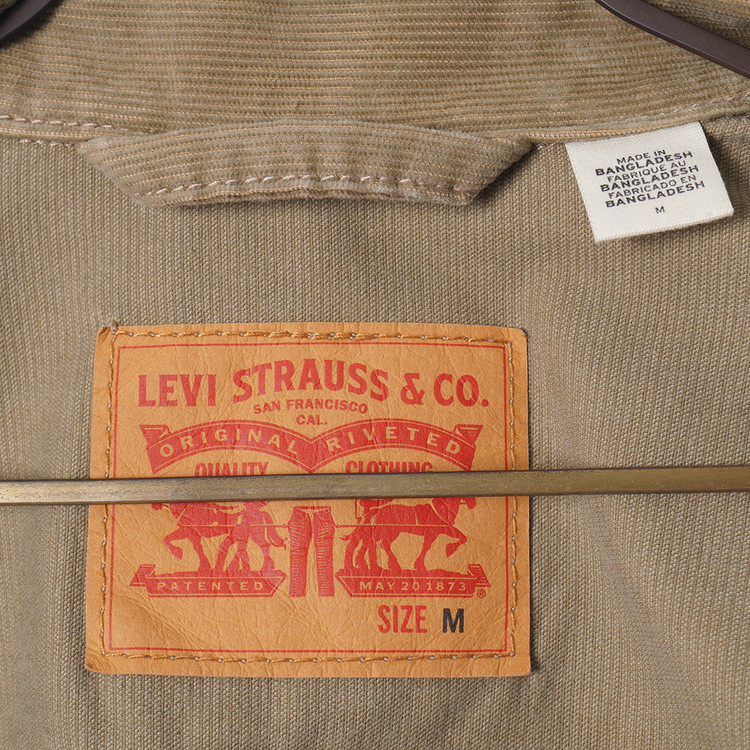 MADE IN
BANGLADESH
FABRIQUE AU
BANGLADESH
FABRICADO EN
BANGLADESH
M
LEVI STRAUSS & CO.
SAN FRANCISCO
CAL.
ORIGINAL RIVETED
QUALITY CLOTHING
PATENTED MAY 20 1873 ®
SIZE M